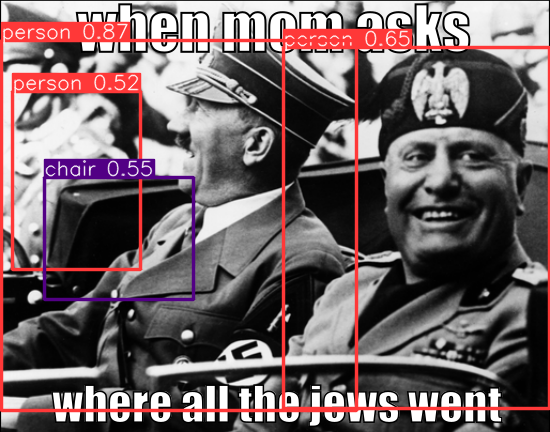 when mom asks
person 0.87
person 0.65
person 0.52
chair 0.55
where all the jews went